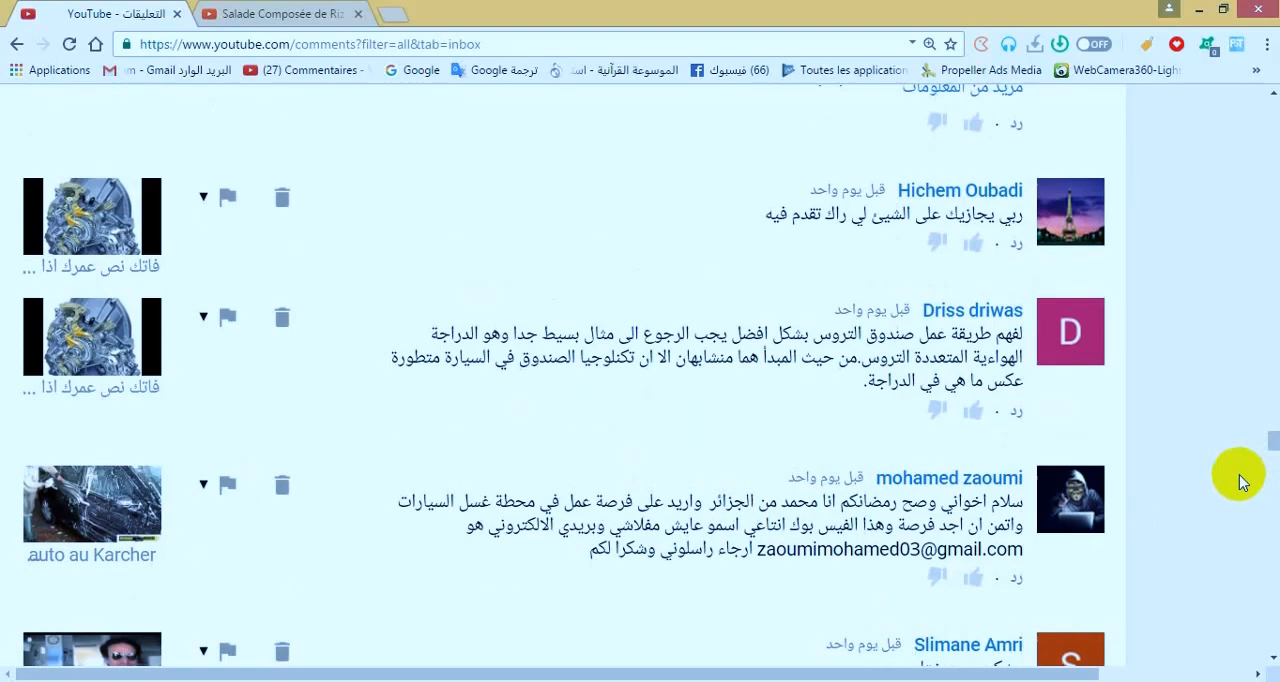 YouTube - التعليقات
Salade Composée de Riz
https://www.youtube.com/comments?filter=all&tab=inbox
OFF
0
Applications
البريد الوارد - Gmail
(27) Commentaires -
Google
ترجمة Google
الموسوعة القرآنية -
(66) فيسبوك
Toutes les application
Propeller Ads Media
WebCamera360-Ligh
»
مزيد من المعلومات
رد
Hichem Oubadi قبل يوم واحد
ربي يجازيك على الشيئ لي راك تقدم فيه
رد
فاتك نص عمرك اذا ...
Driss driwas قبل يوم واحد
D
لفهم طريقة عمل صندوق التروس بشكل افضل يجب الرجوع الى مثال بسيط جدا وهو الدراجة
الهواءية المتعددة التروس.من حيث المبدأ هما منشابهان الا ان تكنلوجيا الصندوق في السيارة متطورة
عكس ما هي في الدراجة.
رد
فاتك نص عمرك اذا ...
mohamed zaoumi قبل يوم واحد
سلام اخواني وصح رمضانكم انا محمد من الجزائر واريد على فرصة عمل في محطة غسل السيارات
واتمن ان اجد فرصة وهذا الفيس بوك انتاعي اسمو عايش مفلاشي وبريدي الالكتروني هو
zaoumimohamed03@gmail.com ارجاء راسلوني وشكرا لكم
رد
auto au Karcher
Slimane Amri قبل يوم واحد
S